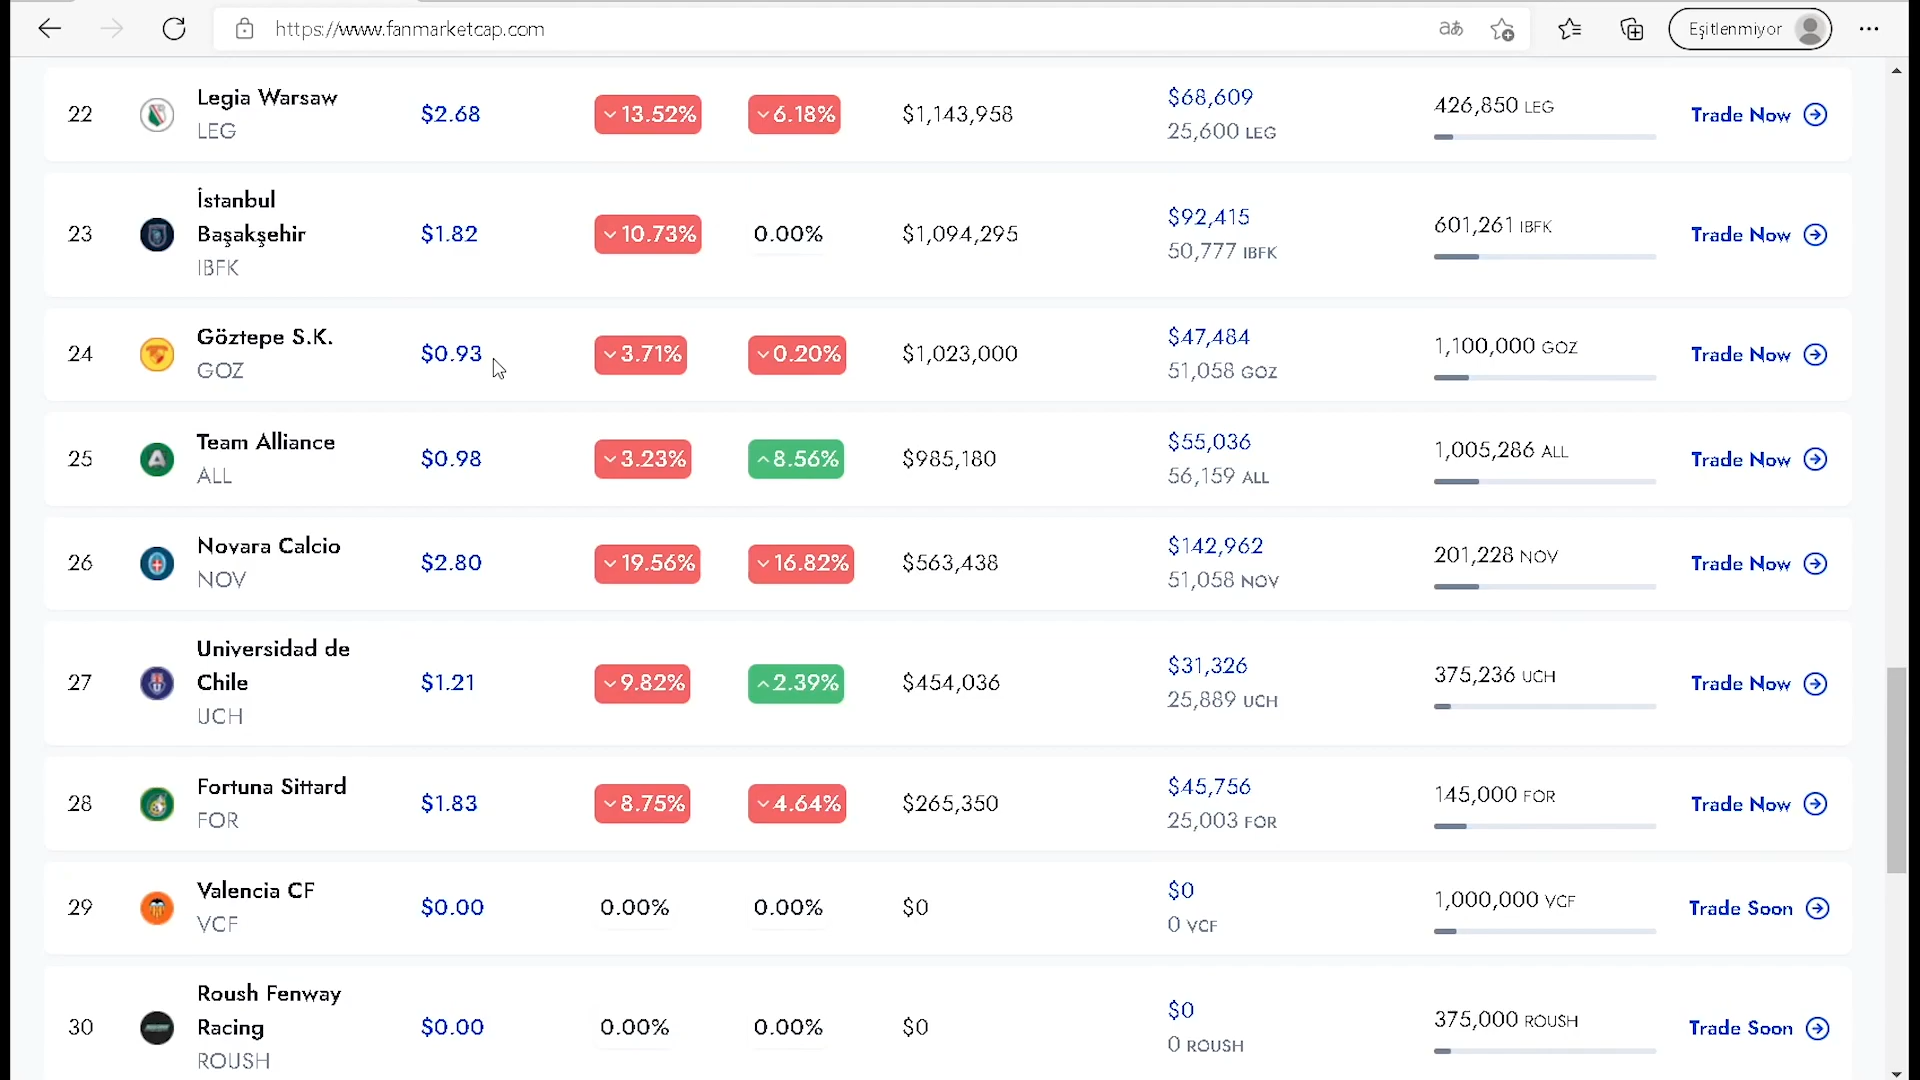 https://www.fanmarketcap.com
aあ
Eşitlenmiyor
22
Legia Warsaw
LEG
$2.68
13.52%
6.18%
$1,143,958
$68,609
25,600 LEG
426,850 LEG
Trade Now
23
İstanbul
Başakşehir
IBFK
$1.82
10.73%
0.00%
$1,094,295
$92,415
50,777 IBFK
601,261 IBFK
Trade Now
24
Göztepe S.K.
GOZ
$0.93
3.71%
0.20%
$1,023,000
$47,484
51,058 GOZ
1,100,000 GOZ
Trade Now
25
Team Alliance
ALL
$0.98
3.23%
8.56%
$985,180
$55,036
56,159 ALL
1,005,286 ALL
Trade Now
26
Novara Calcio
NOV
$2.80
19.56%
16.82%
$563,438
$142,962
51,058 NOV
201,228 NOV
Trade Now
27
Universidad de
Chile
UCH
$1.21
9.82%
2.39%
$454,036
$31,326
25,889 UCH
375,236 UCH
Trade Now
28
Fortuna Sittard
FOR
$1.83
8.75%
4.64%
$265,350
$45,756
25,003 FOR
145,000 FOR
Trade Now
29
Valencia CF
VCF
$0.00
0.00%
0.00%
$0
$0
0 VCF
1,000,000 VCF
Trade Soon
30
Roush Fenway
Racing
ROUSH
$0.00
0.00%
0.00%
$0
$0
0 ROUSH
375,000 ROUSH
Trade Soon